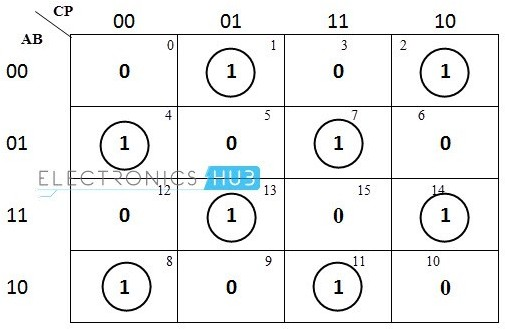 CP
AB
00 01 11 10
0 1 3 2
00 0 1 0 1
4 5 7 6
01 1 0 1 0
ELECTRONICS HUB
12 13 15 14
11 0 1 0 1
8 9 11 10
10 1 0 1 0